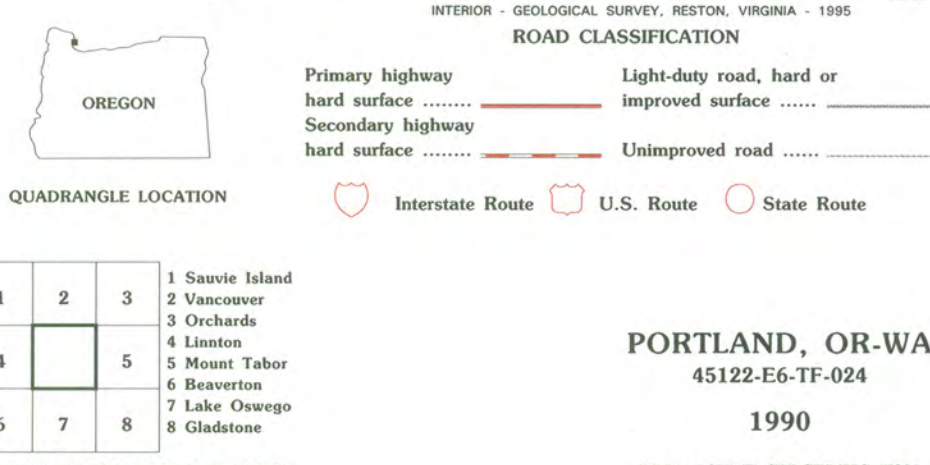 INTERIOR - GEOLOGICAL SURVEY, RESTON, VIRGINIA - 1995
ROAD CLASSIFICATION
Primary highway
hard surface ........
Secondary highway
hard surface ........
Light-duty road, hard or
improved surface ......
Unimproved road ......
Interstate Route
U.S. Route
State Route
OREGON
QUADRANGLE LOCATION
1 2 3
4 5
6 7 8
1 Sauvie Island
2 Vancouver
3 Orchards
4 Linnton
5 Mount Tabor
6 Beaverton
7 Lake Oswego
8 Gladstone
PORTLAND, OR-WA
45122-E6-TF-024
1990